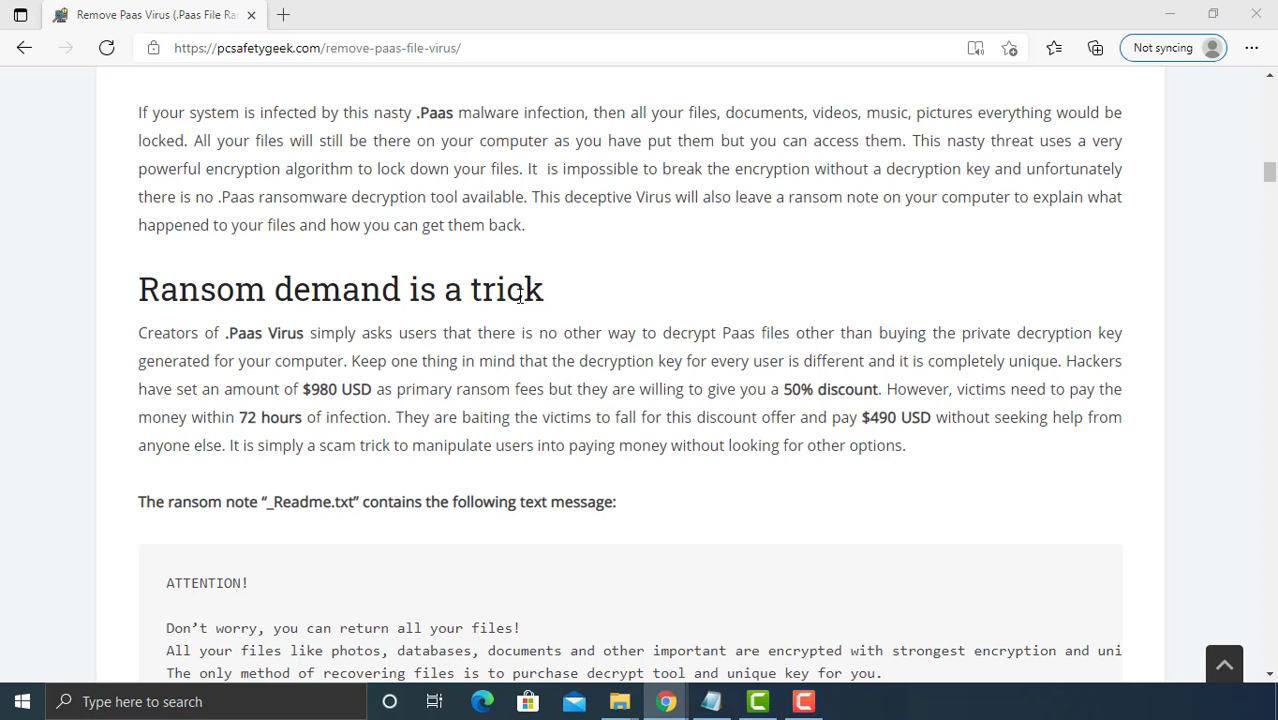 Remove Paas Virus (.Paas File Ra
https://pcsafetygeek.com/remove-paas-file-virus/
Not syncing
If your system is infected by this nasty .Paas malware infection, then all your files, documents, videos, music, pictures everything would be
locked. All your files will still be there on your computer as you have put them but you can access them. This nasty threat uses a very
powerful encryption algorithm to lock down your files. It is impossible to break the encryption without a decryption key and unfortunately
there is no .Paas ransomware decryption tool available. This deceptive Virus will also leave a ransom note on your computer to explain what
happened to your files and how you can get them back.
Ransom demand is a trick
Creators of .Paas Virus simply asks users that there is no other way to decrypt Paas files other than buying the private decryption key
generated for your computer. Keep one thing in mind that the decryption key for every user is different and it is completely unique. Hackers
have set an amount of $980 USD as primary ransom fees but they are willing to give you a 50% discount. However, victims need to pay the
money within 72 hours of infection. They are baiting the victims to fall for this discount offer and pay $490 USD without seeking help from
anyone else. It is simply a scam trick to manipulate users into paying money without looking for other options.
The ransom note “_Readme.txt” contains the following text message:
ATTENTION!
Don’t worry, you can return all your files!
All your files like photos, databases, documents and other important are encrypted with strongest encryption and uni
The only method of recovering files is to purchase decrypt tool and unique key for you.
Type here to search